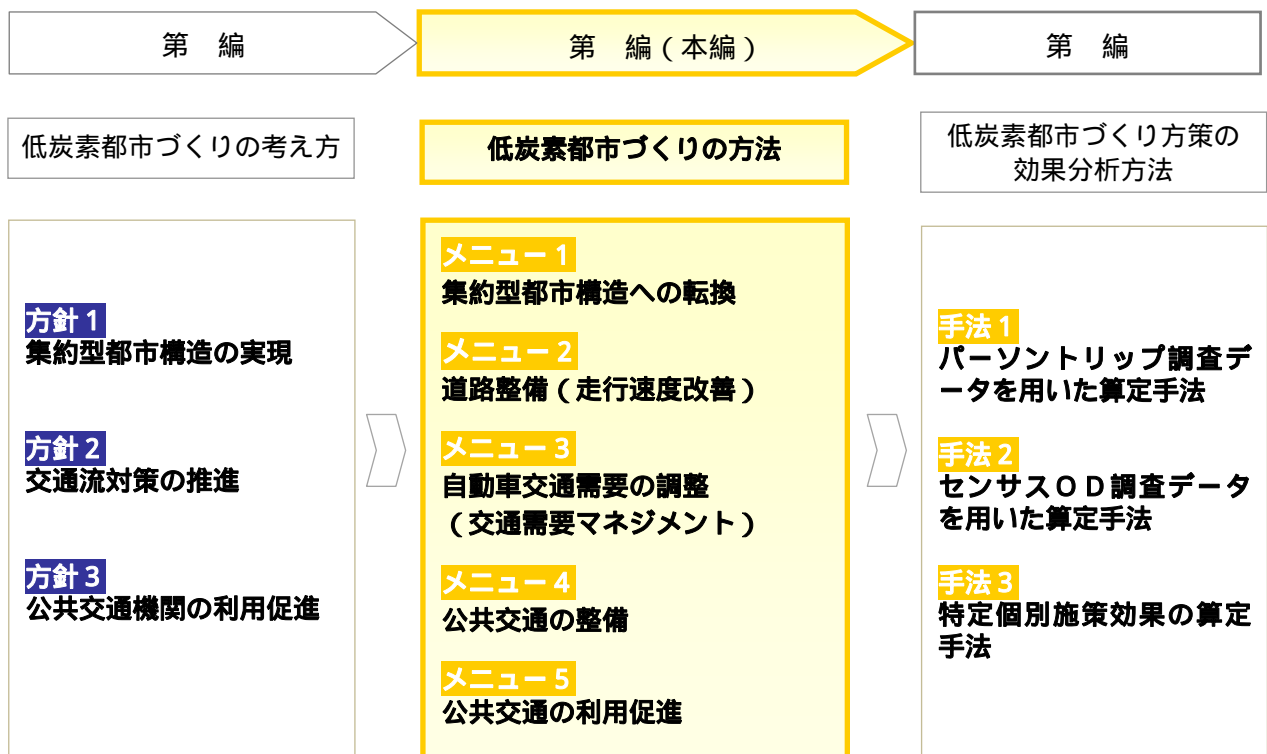 第　編
低炭素都市づくりの考え方
方針1
集約型都市構造の実現
方針2
交通流対策の推進
方針3
公共交通機関の利用促進
第　編（本編）
低炭素都市づくりの方法
メニュー1
集約型都市構造への転換
メニュー2
道路整備（走行速度改善）
メニュー3
自動車交通需要の調整
（交通需要マネジメント）
メニュー4
公共交通の整備
メニュー5
公共交通の利用促進
第　編
低炭素都市づくり方策の
効果分析方法
手法1
パーソントリップ調査デ
ータを用いた算定手法
手法2
センサスＯＤ調査データ
を用いた算定手法
手法3
特定個別施策効果の算定
手法